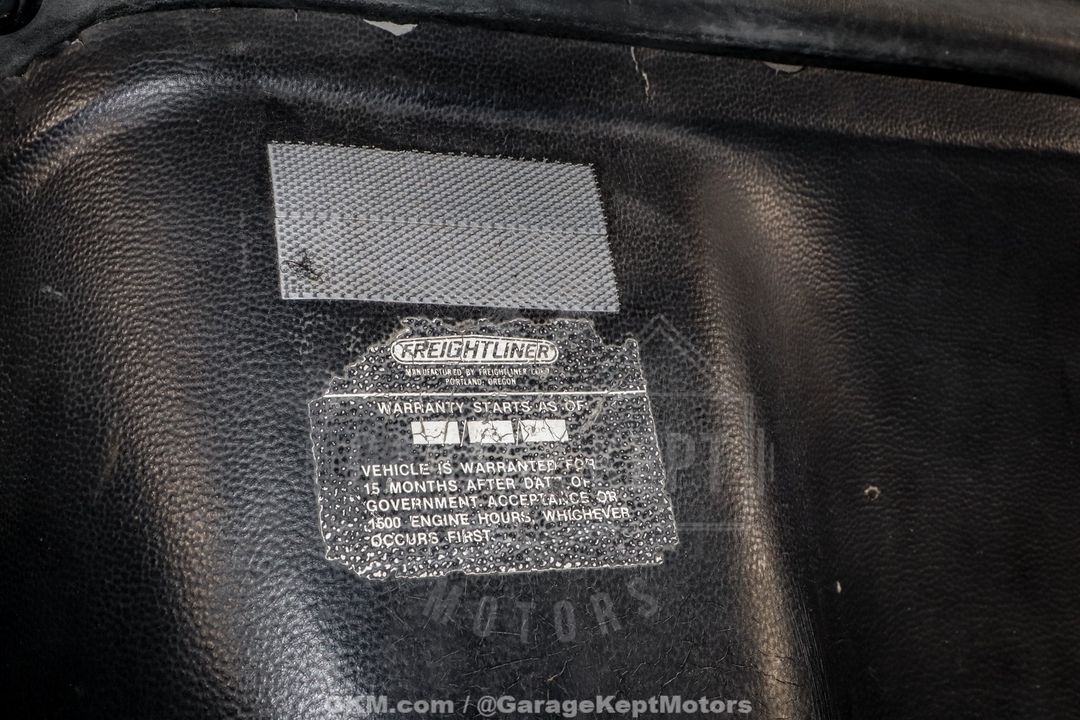 FREIGHTLINER
MANUFACTURED BY FREIGHTLINER CORP.
PORTLAND, OREGON
WARRANTY STARTS AS OF:
VEHICLE IS WARRANTED FOR
15 MONTHS AFTER DATE OF
GOVERNMENT ACCEPTANCE OR
1500 ENGINE HOURS, WHICHEVER
OCCURS FIRST.
MOTORS
GKM.com / @GarageKeptMotors